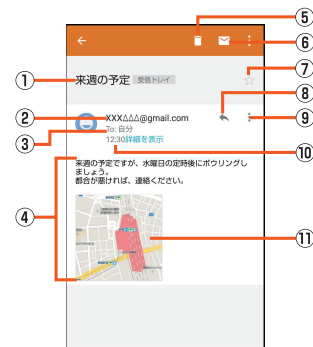 ⑤
⑥
① 来週の予定 受信トレイ ⑦
② XXX△△△@gmail.com ⑧
③ To: 自分 ⑨
12:30詳細を表示 ⑩
④ 来週の予定ですが、水曜日の定時後にボウリングし
ましょう。
都合が悪ければ、連絡ください。
⑪